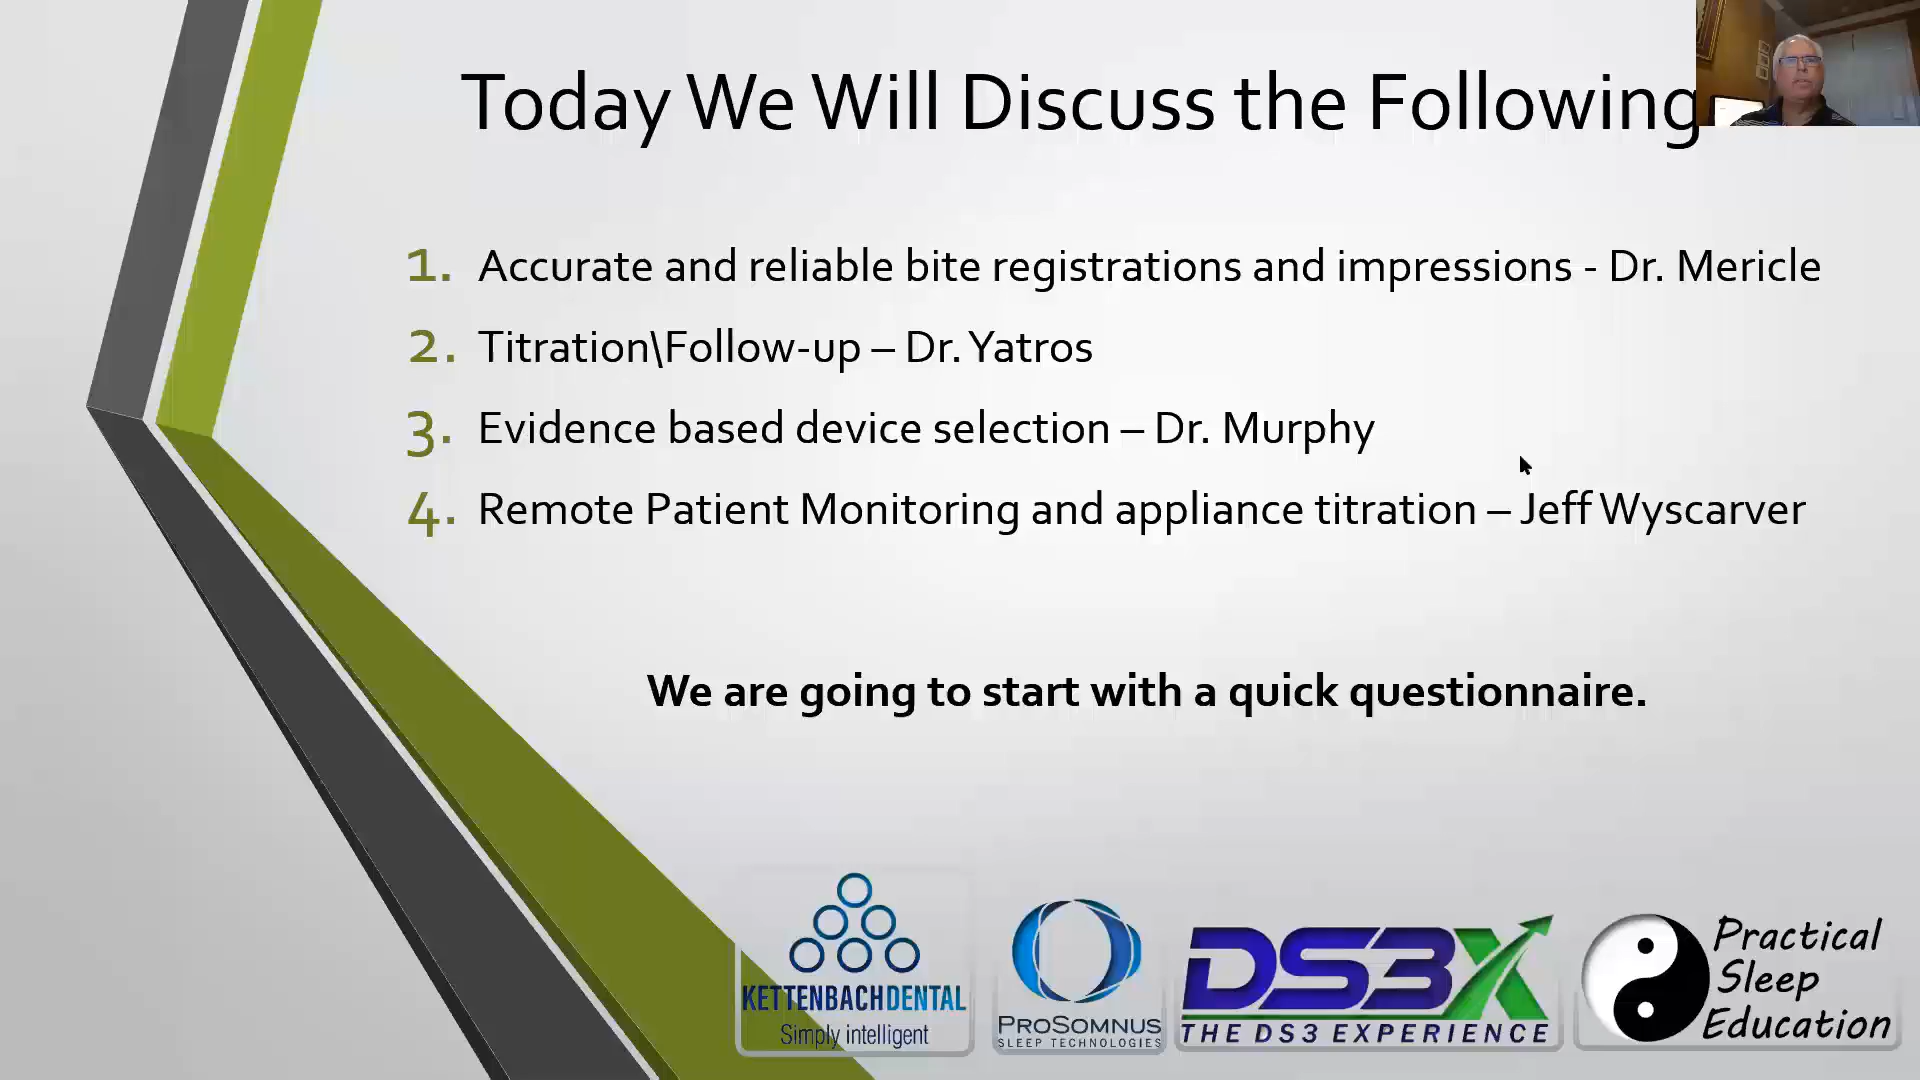 Today We Will Discuss the Following
1. Accurate and reliable bite registrations and impressions - Dr. Mericle
2. Titration\Follow-up – Dr. Yatros
3. Evidence based device selection – Dr. Murphy
4. Remote Patient Monitoring and appliance titration – Jeff Wyscarver
We are going to start with a quick questionnaire.
KETTENBACHDENTAL
Simply intelligent
PROSOMNUS
SLEEP TECHNOLOGIES
DS3X
THE DS3 EXPERIENCE
Practical
Sleep
Education